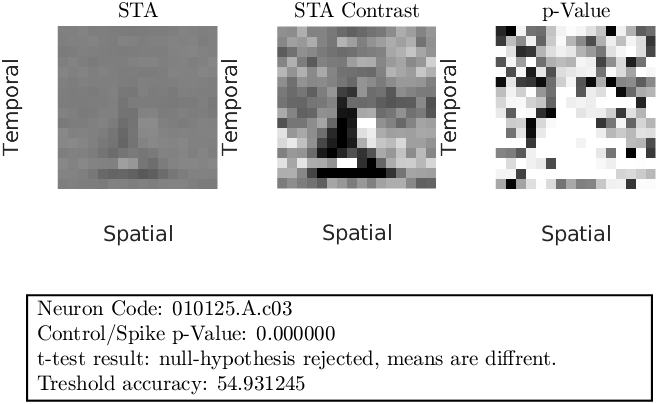 STA
STA Contrast
p-Value
Temporal
Temporal
Temporal
Spatial
Spatial
Spatial
Neuron Code: 010125.A.c03
Control/Spike p-Value: 0.000000
t-test result: null-hypothesis rejected, means are diffrent.
Treshold accuracy: 54.931245